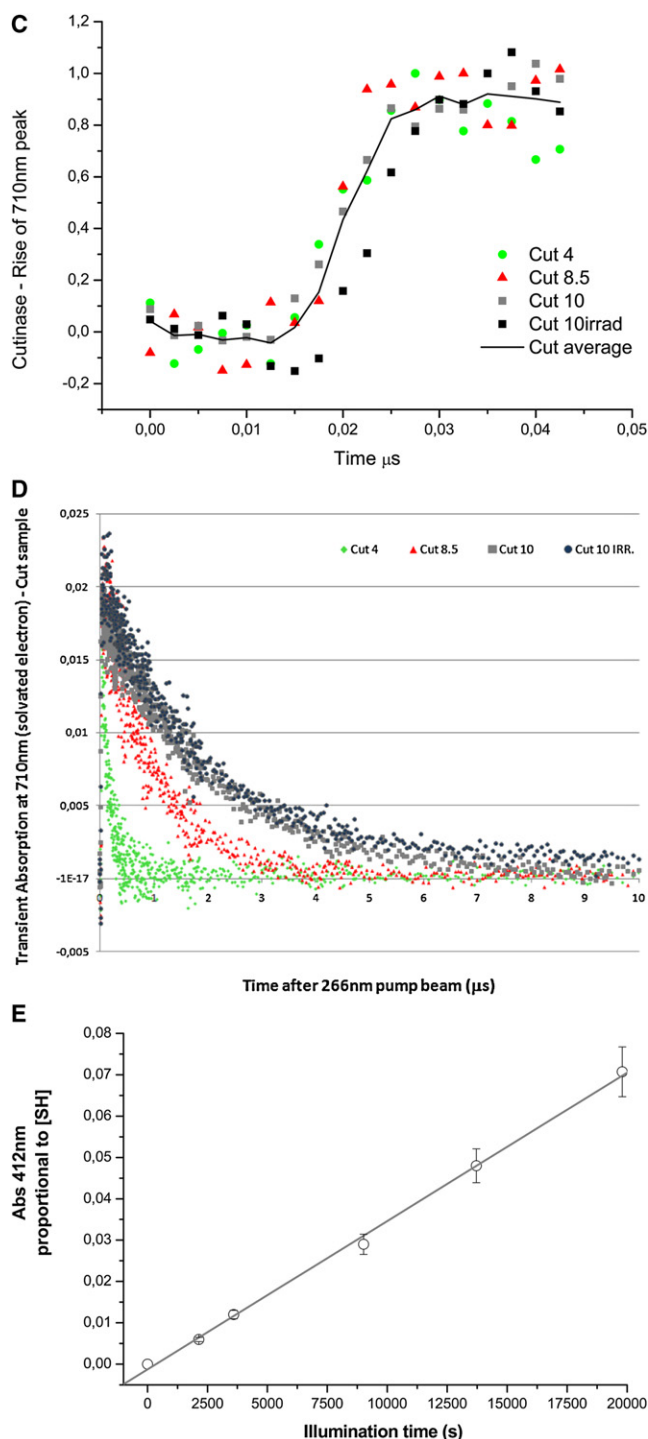 C
1,2
1,0
0,8
0,6
0,4
0,2
0,0
-0,2
Cutinase - Rise of 710nm peak
Cut 4
Cut 8.5
Cut 10
Cut 10irrad
Cut average
0,00 0,01 0,02 0,03 0,04 0,05
Time μs
D
0,025
0,02
0,015
0,01
0,005
-1E-17
-0,005
Transient Absorption at 710nm (solvated electron) - Cut sample
Cut 4 Cut 8.5 Cut 10 Cut 10 IRR.
0 1 2 3 4 5 6 7 8 9 10
Time after 266nm pump beam (μs)
E
0,08
0,07
0,06
0,05
0,04
0,03
0,02
0,01
0,00
Abs 412nm
proportional to [SH]
0 2500 5000 7500 10000 12500 15000 17500 20000
Illumination time (s)